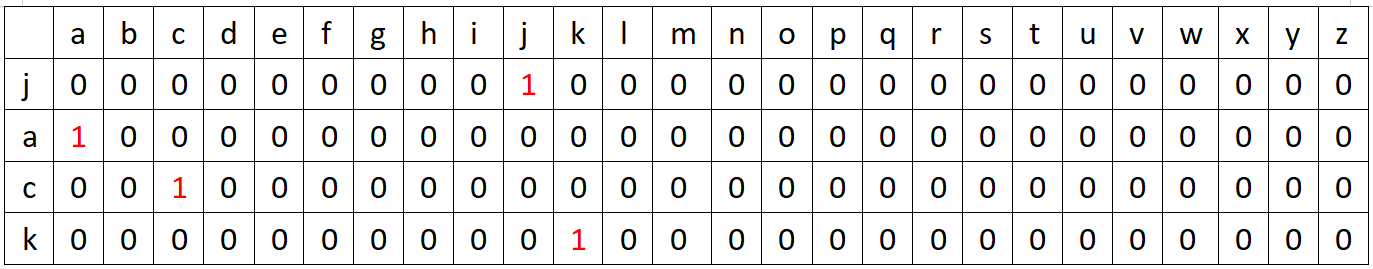 a b c d e f g h i j k l m n o p q r s t u v w x y z
j 0 0 0 0 0 0 0 0 0 1 0 0 0 0 0 0 0 0 0 0 0 0 0 0 0 0
a 1 0 0 0 0 0 0 0 0 0 0 0 0 0 0 0 0 0 0 0 0 0 0 0 0 0
c 0 0 1 0 0 0 0 0 0 0 0 0 0 0 0 0 0 0 0 0 0 0 0 0 0 0
k 0 0 0 0 0 0 0 0 0 0 1 0 0 0 0 0 0 0 0 0 0 0 0 0 0 0